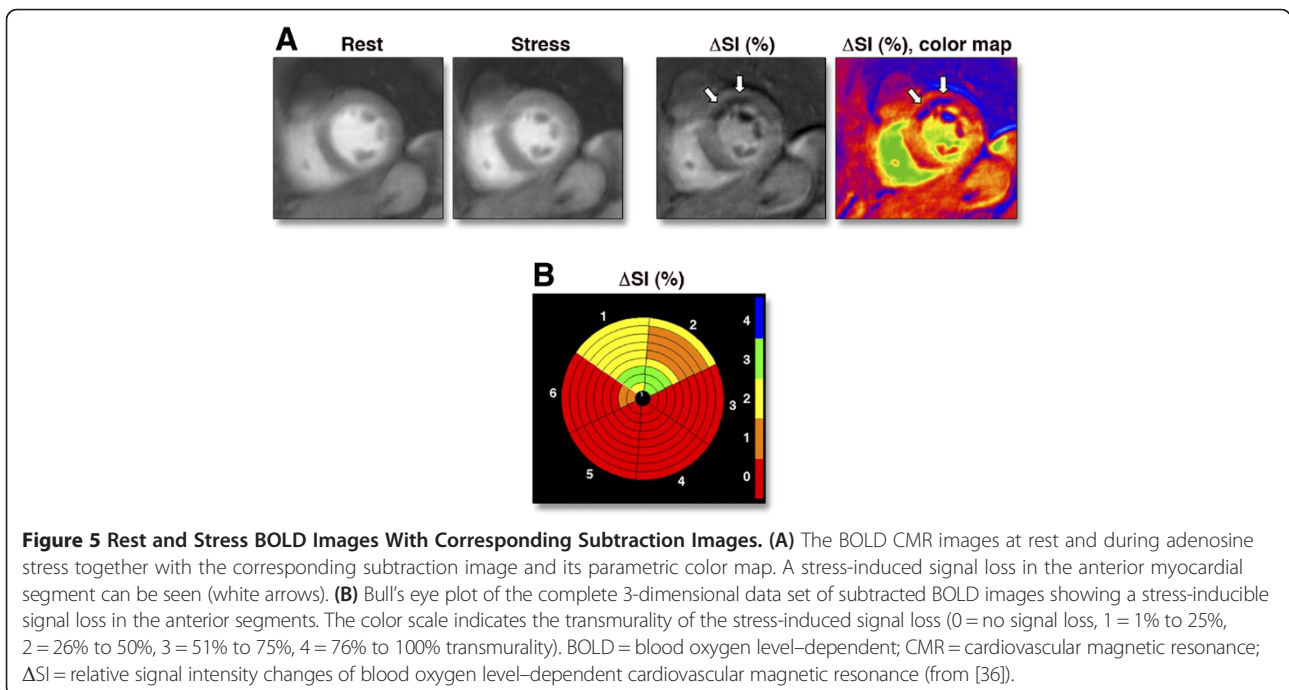 A
Rest
Stress
ΔSI (%)
ΔSI (%), color map
B
ΔSI (%)
1
2
3
4
5
6
4
3
2
1
0
Figure 5 Rest and Stress BOLD Images With Corresponding Subtraction Images. (A) The BOLD CMR images at rest and during adenosine
stress together with the corresponding subtraction image and its parametric color map. A stress-induced signal loss in the anterior myocardial
segment can be seen (white arrows). (B) Bull's eye plot of the complete 3-dimensional data set of subtracted BOLD images showing a stress-inducible
signal loss in the anterior segments. The color scale indicates the transmurality of the stress-induced signal loss (0 = no signal loss, 1 = 1% to 25%,
2 = 26% to 50%, 3 = 51% to 75%, 4 = 76% to 100% transmurality). BOLD = blood oxygen level–dependent; CMR = cardiovascular magnetic resonance;
ΔSI = relative signal intensity changes of blood oxygen level–dependent cardiovascular magnetic resonance (from [36]).